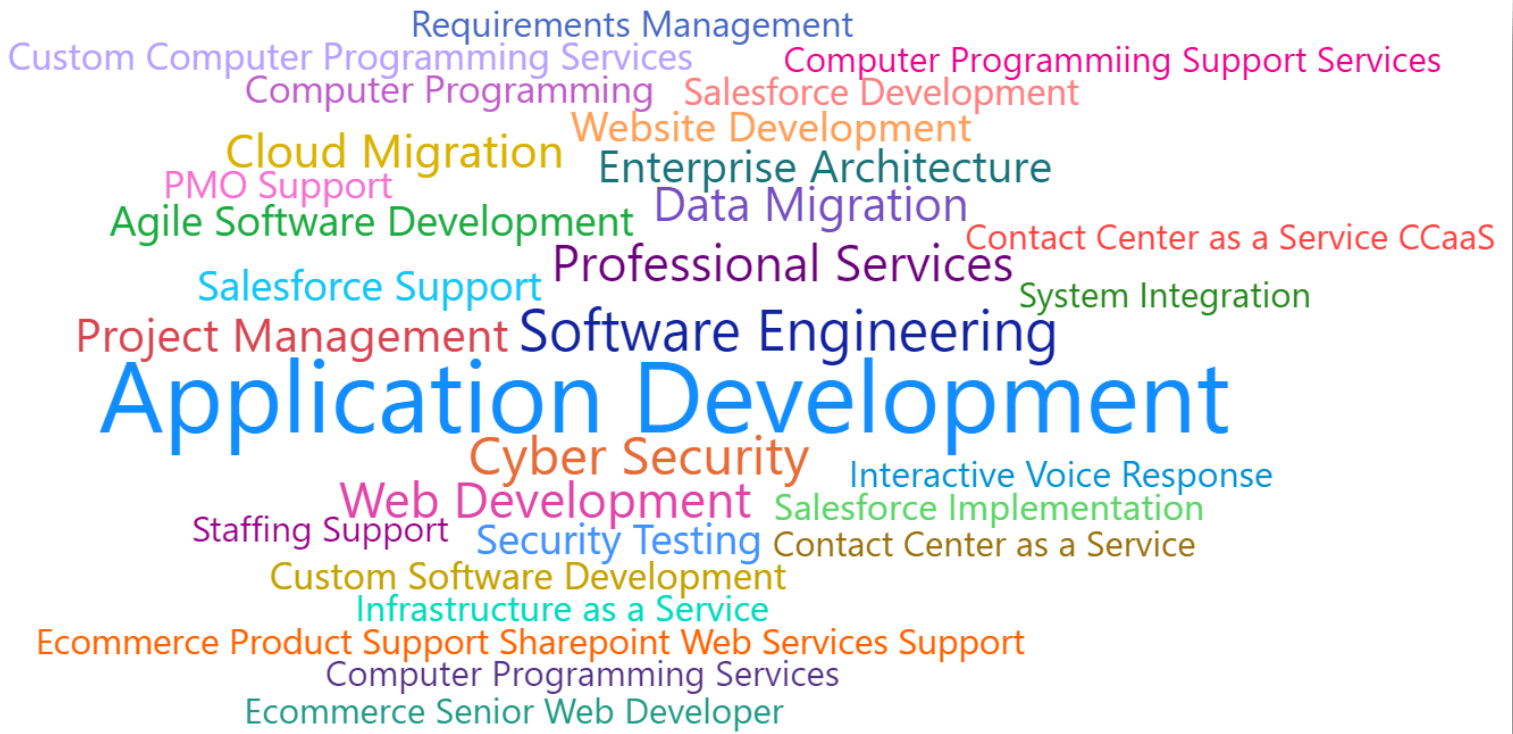 Requirements Management
Custom Computer Programming Services
Computer Programmiing Support Services
Computer Programming
Salesforce Development
Website Development
Cloud Migration
Enterprise Architecture
PMO Support
Data Migration
Agile Software Development
Contact Center as a Service CCaaS
Professional Services
Salesforce Support
System Integration
Project Management
Software Engineering
Application Development
Cyber Security
Interactive Voice Response
Web Development
Salesforce Implementation
Staffing Support
Security Testing
Contact Center as a Service
Custom Software Development
Infrastructure as a Service
Ecommerce Product Support Sharepoint Web Services Support
Computer Programming Services
Ecommerce Senior Web Developer